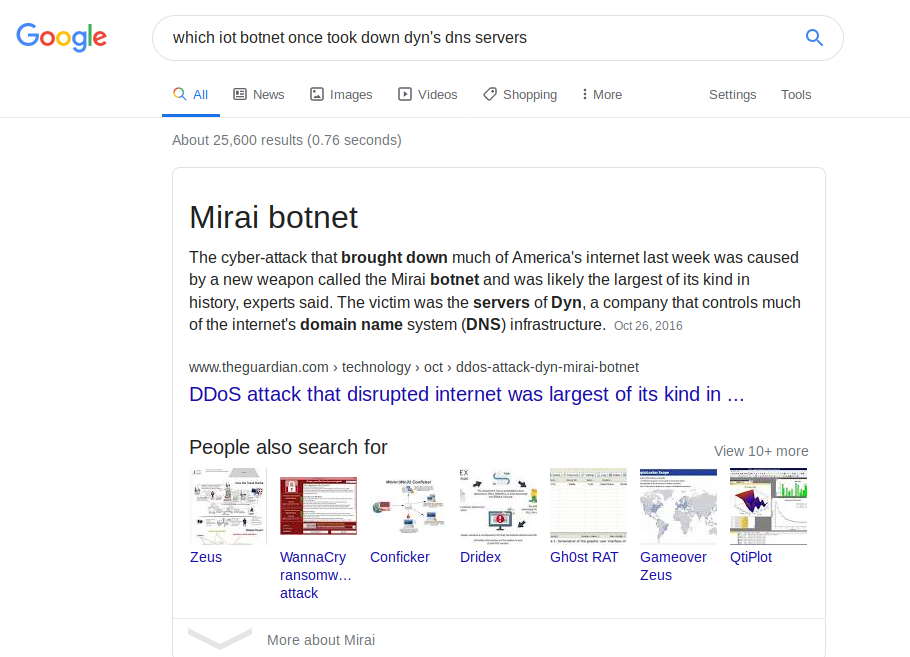 Google
which iot botnet once took down dyn's dns servers
All News Images Videos Shopping More Settings Tools
About 25,600 results (0.76 seconds)
Mirai botnet
The cyber-attack that brought down much of America's internet last week was caused
by a new weapon called the Mirai botnet and was likely the largest of its kind in
history, experts said. The victim was the servers of Dyn, a company that controls much
of the internet's domain name system (DNS) infrastructure. Oct 26, 2016
www.theguardian.com › technology › oct › ddos-attack-dyn-mirai-botnet
DDoS attack that disrupted internet was largest of its kind in ...
People also search for
View 10+ more
Zeus
WannaCry
ransomw...
attack
Conficker
Dridex
Gh0st RAT
Gameover
Zeus
QtiPlot
More about Mirai